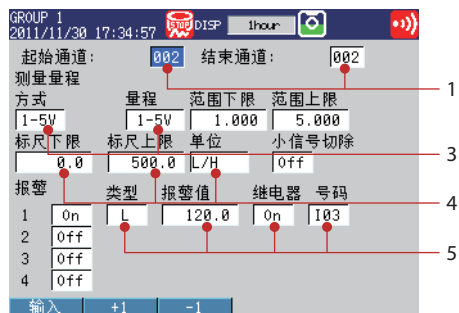 GROUP 1
2011/11/30 17:34:57 STOP DISP 1hour
起始通道: 002 结束通道: 002
1
测量量程
方式 量程 范围下限 范围上限
1-5V 1-5V 1.000 5.000
3
标尺下限 标尺上限 单位 小信号切除
0.0 500.0 L/H Off
报警 类型 报警值 继电器 号码
4
1 On L 120.0 On I03
2 Off
5
3 Off
4 Off
输入 +1 -1